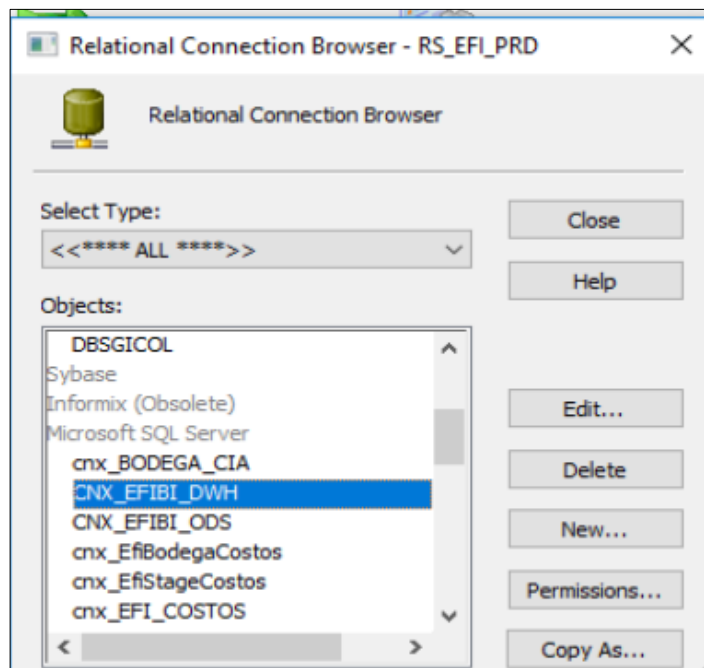 Relational Connection Browser - RS_EFI_PRD
Relational Connection Browser
Select Type:
<<**** ALL ****>>
Close
Help
Objects:
DBSGICOL
Sybase
Informix (Obsolete)
Microsoft SQL Server
cnx_BODEGA_CIA
CNX_EFIBI_DWH
CNX_EFIBI_ODS
cnx_EfiBodegaCostos
cnx_EfiStageCostos
cnx_EFI_COSTOS
Edit...
Delete
New...
Permissions...
Copy As...